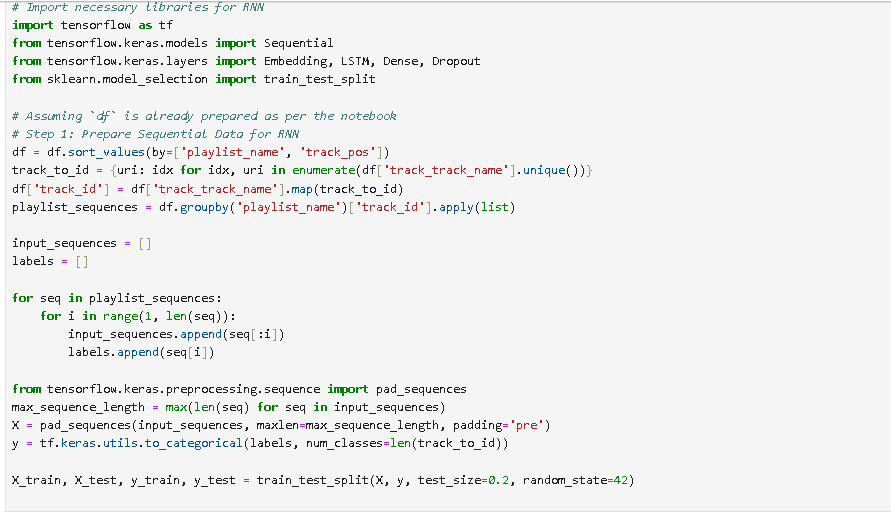 # Import necessary libraries for RNN
import tensorflow as tf
from tensorflow.keras.models import Sequential
from tensorflow.keras.layers import Embedding, LSTM, Dense, Dropout
from sklearn.model_selection import train_test_split

# Assuming `df` is already prepared as per the notebook
# Step 1: Prepare Sequential Data for RNN
df = df.sort_values(by=['playlist_name', 'track_pos'])
track_to_id = {uri: idx for idx, uri in enumerate(df['track_track_name'].unique())}
df['track_id'] = df['track_track_name'].map(track_to_id)
playlist_sequences = df.groupby('playlist_name')['track_id'].apply(list)

input_sequences = []
labels = []

for seq in playlist_sequences:
    for i in range(1, len(seq)):
        input_sequences.append(seq[:i])
        labels.append(seq[i])

from tensorflow.keras.preprocessing.sequence import pad_sequences
max_sequence_length = max(len(seq) for seq in input_sequences)
X = pad_sequences(input_sequences, maxlen=max_sequence_length, padding='pre')
y = tf.keras.utils.to_categorical(labels, num_classes=len(track_to_id))

X_train, X_test, y_train, y_test = train_test_split(X, y, test_size=0.2, random_state=42)